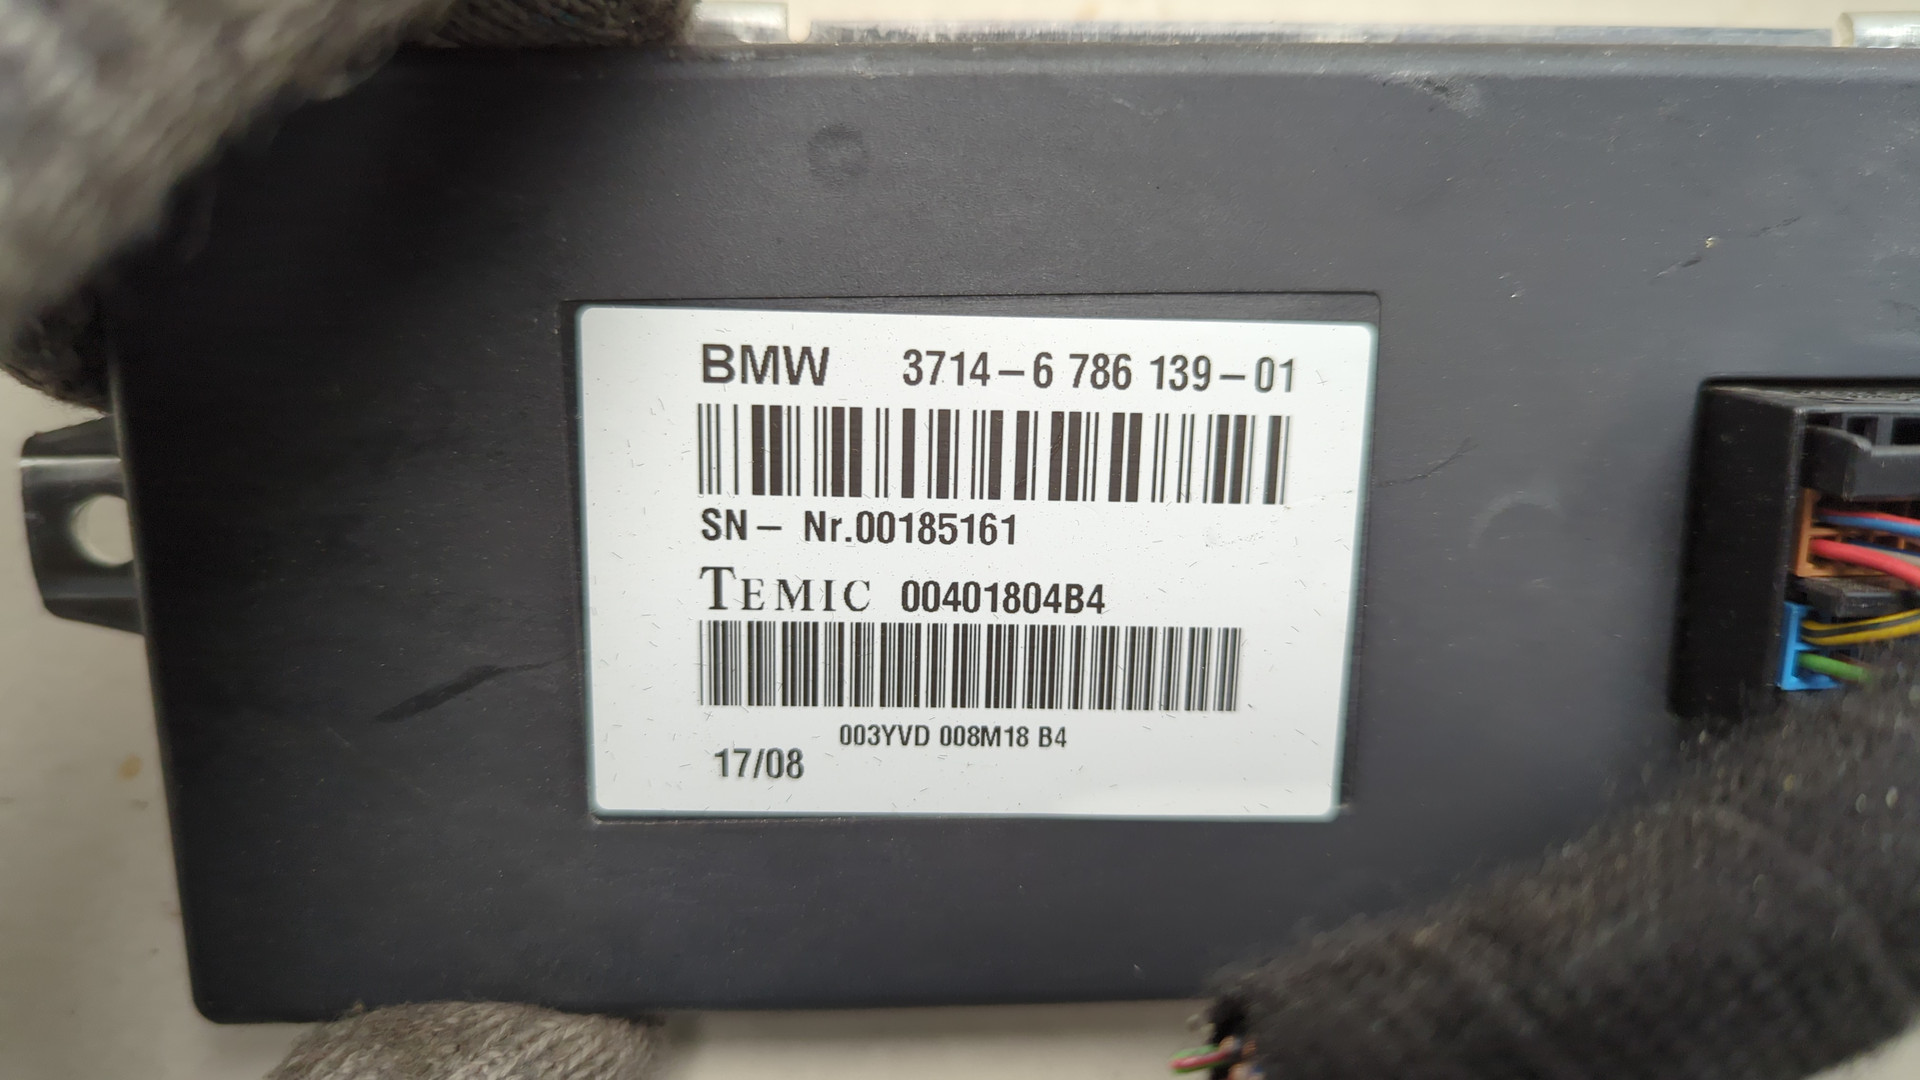 BMW 3714-6 786 139-01
SN- Nr.00185161
TEMIC 00401804B4
003YVD 008M18 B4
17/08